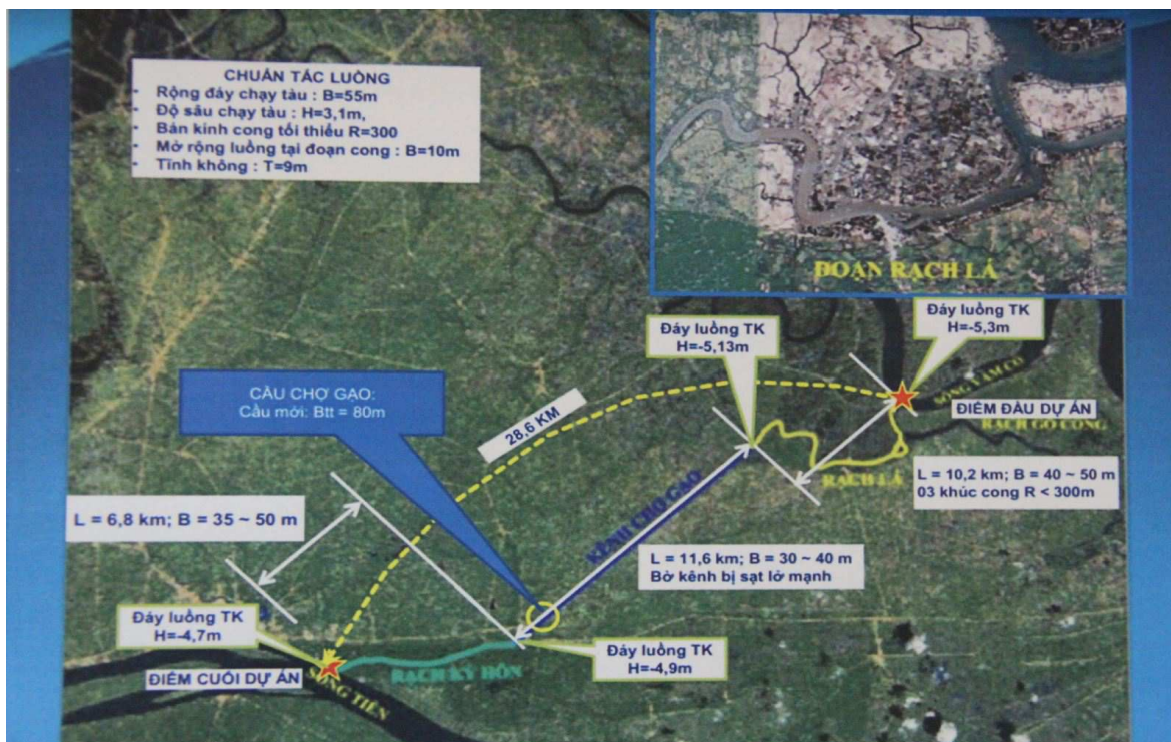 CHUẨN TẮC LUỒNG
• Rộng đáy chạy tàu : B=55m
• Độ sâu chạy tàu : H=3,1m,
• Bán kính cong tối thiểu R=300
• Mở rộng luồng tại đoạn cong : B=10m
• Tĩnh không : T=9m
ĐOẠN RẠCH LÁ
Đáy luồng TK
H=-5,13m
Đáy luồng TK
H=-5,3m
CẦU CHỢ GẠO:
Cầu mới: Btt = 80m
28,6 KM
SÔNG VÀM CỎ
ĐIỂM ĐẦU DỰ ÁN
RẠCH GÒ CÔNG
RẠCH LÁ
L = 10,2 km; B = 40 ~ 50 m
03 khúc cong R < 300m
L = 6,8 km; B = 35 ~ 50 m
KÊNH CHỢ GẠO
L = 11,6 km; B = 30 ~ 40 m
Bờ kênh bị sạt lở mạnh
Đáy luồng TK
H=-4,7m
Đáy luồng TK
H=-4,9m
ĐIỂM CUỐI DỰ ÁN
SÔNG TIỀN
RẠCH KỲ HÔN